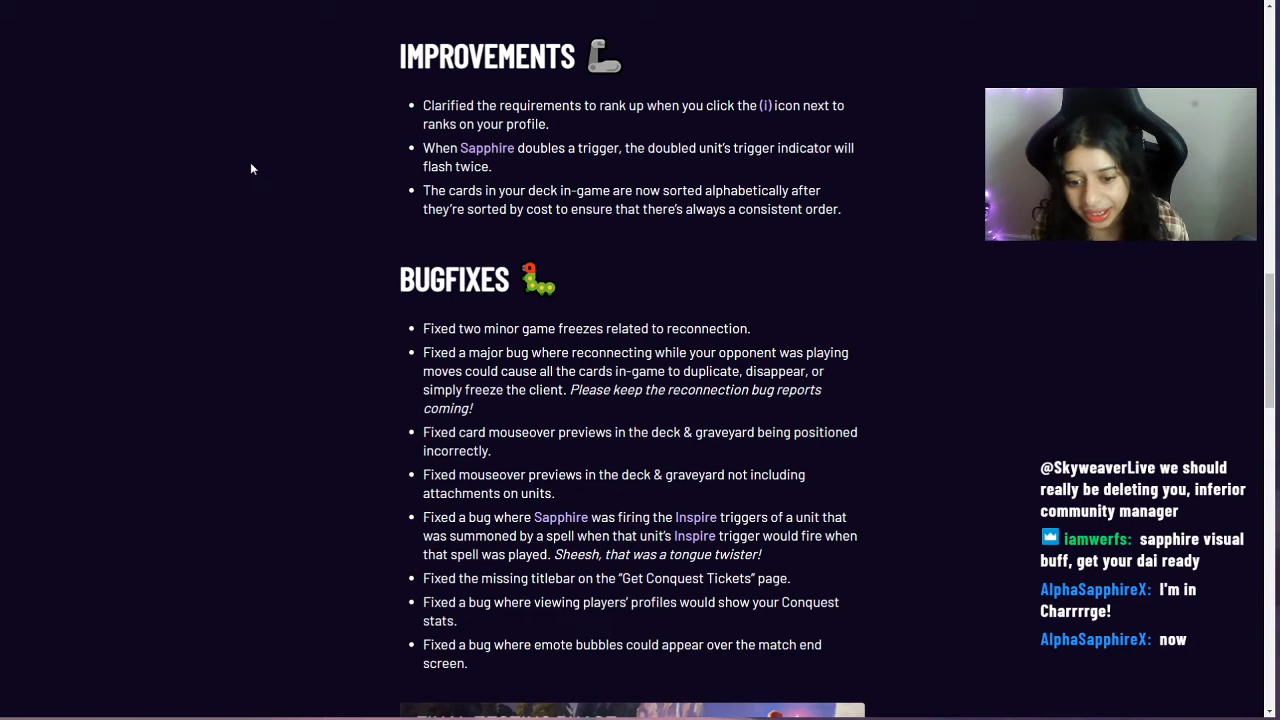 IMPROVEMENTS
• Clarified the requirements to rank up when you click the (i) icon next to
ranks on your profile.
• When Sapphire doubles a trigger, the doubled unit's trigger indicator will
flash twice.
• The cards in your deck in-game are now sorted alphabetically after
they're sorted by cost to ensure that there's always a consistent order.
BUGFIXES
• Fixed two minor game freezes related to reconnection.
• Fixed a major bug where reconnecting while your opponent was playing
moves could cause all the cards in-game to duplicate, disappear, or
simply freeze the client. Please keep the reconnection bug reports
coming!
• Fixed card mouseover previews in the deck & graveyard being positioned
incorrectly.
• Fixed mouseover previews in the deck & graveyard not including
attachments on units.
• Fixed a bug where Sapphire was firing the Inspire triggers of a unit that
was summoned by a spell when that unit's Inspire trigger would fire when
that spell was played. Sheesh, that was a tongue twister!
• Fixed the missing titlebar on the "Get Conquest Tickets" page.
• Fixed a bug where viewing players' profiles would show your Conquest
stats.
• Fixed a bug where emote bubbles could appear over the match end
screen.
@SkyweaverLive we should
really be deleting you, inferior
community manager
iamwerfs: sapphire visual
buff, get your dai ready
AlphaSapphireX: I'm in
Charrrrge!
AlphaSapphireX: now